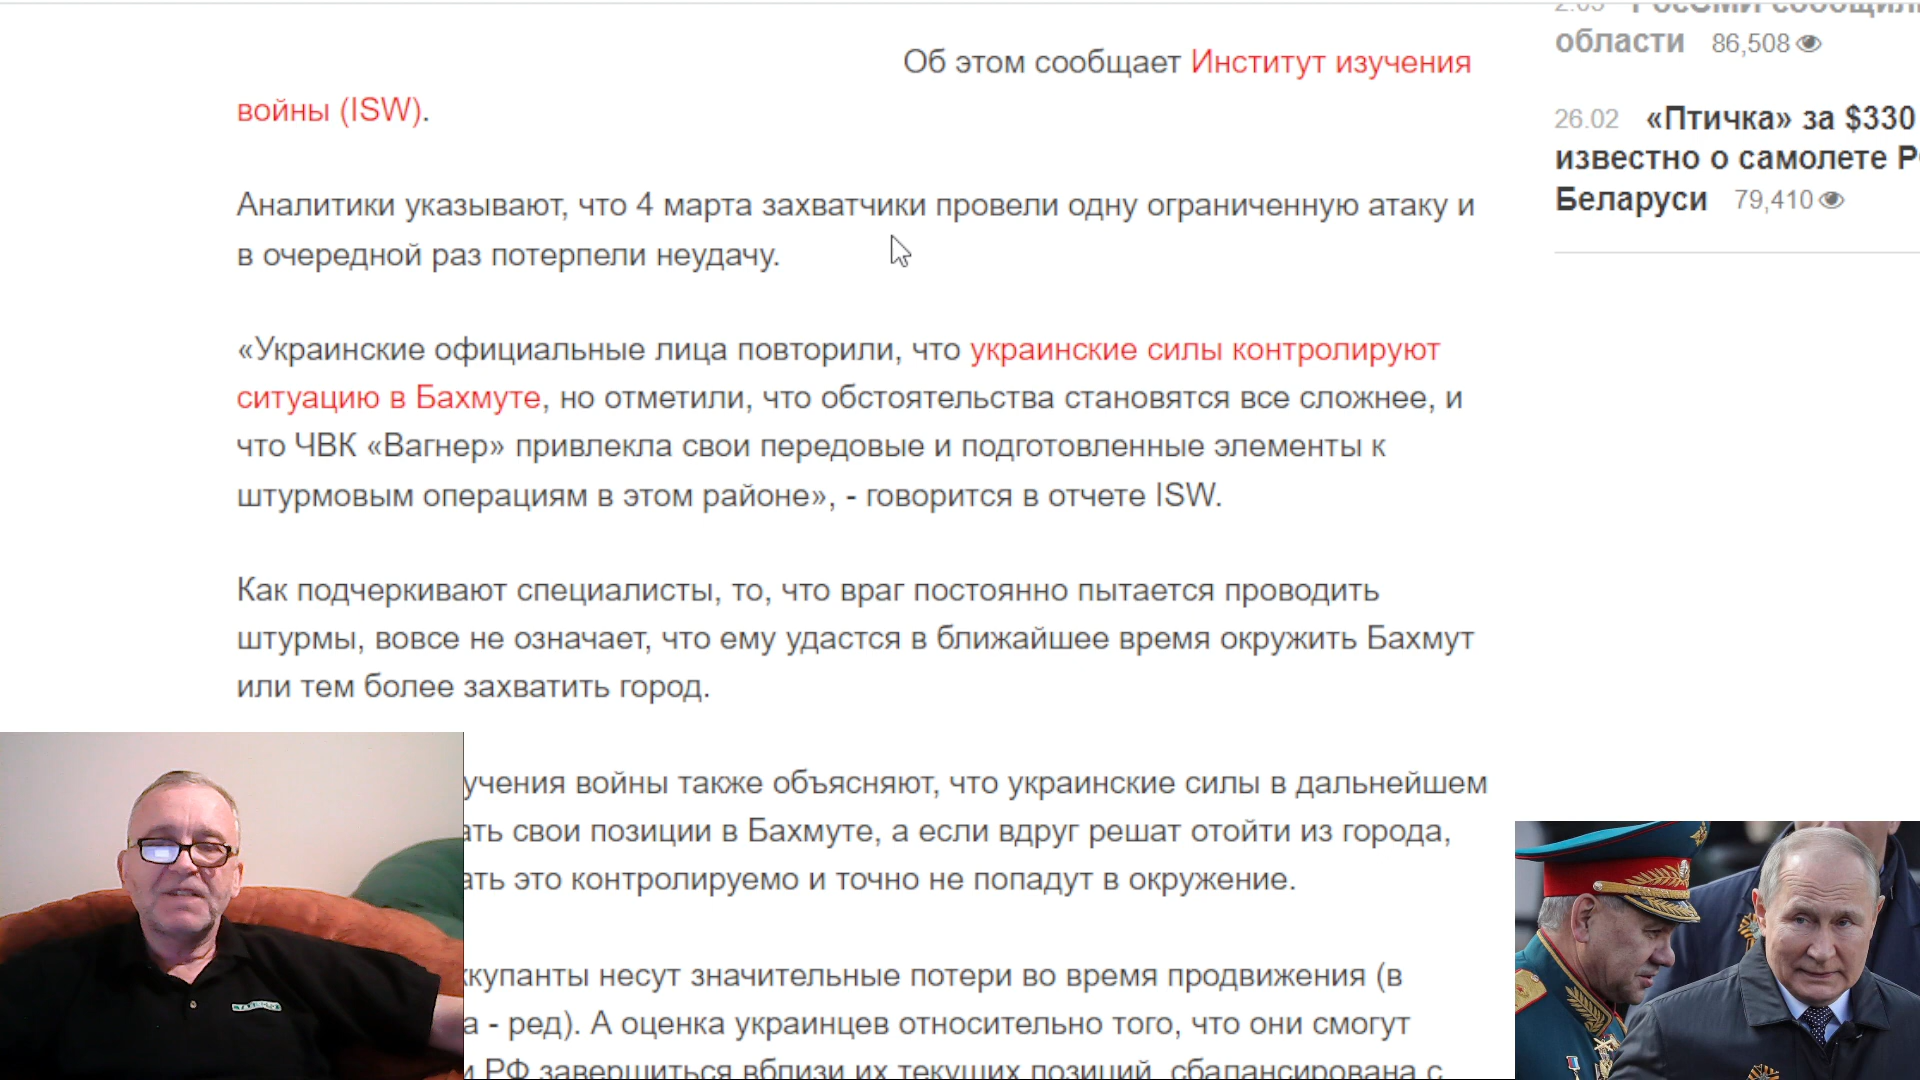 Об этом сообщает Институт изучения
войны (ISW).
Аналитики указывают, что 4 марта захватчики провели одну ограниченную атаку и
в очередной раз потерпели неудачу.
«Украинские официальные лица повторили, что украинские силы контролируют
ситуацию в Бахмуте, но отметили, что обстоятельства становятся все сложнее, и
что ЧВК «Вагнер» привлекла свои передовые и подготовленные элементы к
штурмовым операциям в этом районе», - говорится в отчете ISW.
Как подчеркивают специалисты, то, что враг постоянно пытается проводить
штурмы, вовсе не означает, что ему удастся в ближайшее время окружить Бахмут
или тем более захватить город.
учения войны также объясняют, что украинские силы в дальнейшем
ать свои позиции в Бахмуте, а если вдруг решат отойти из города,
ать это контролируемо и точно не попадут в окружение.
ккупанты несут значительные потери во время продвижения (в
а - ред). А оценка украинцев относительно того, что они смогут
и РФ завершиться вблизи их текущих позиций, сбалансирована с
области 86,508
26.02 «Птичка» за $330
известно о самолете
Беларуси 79,410